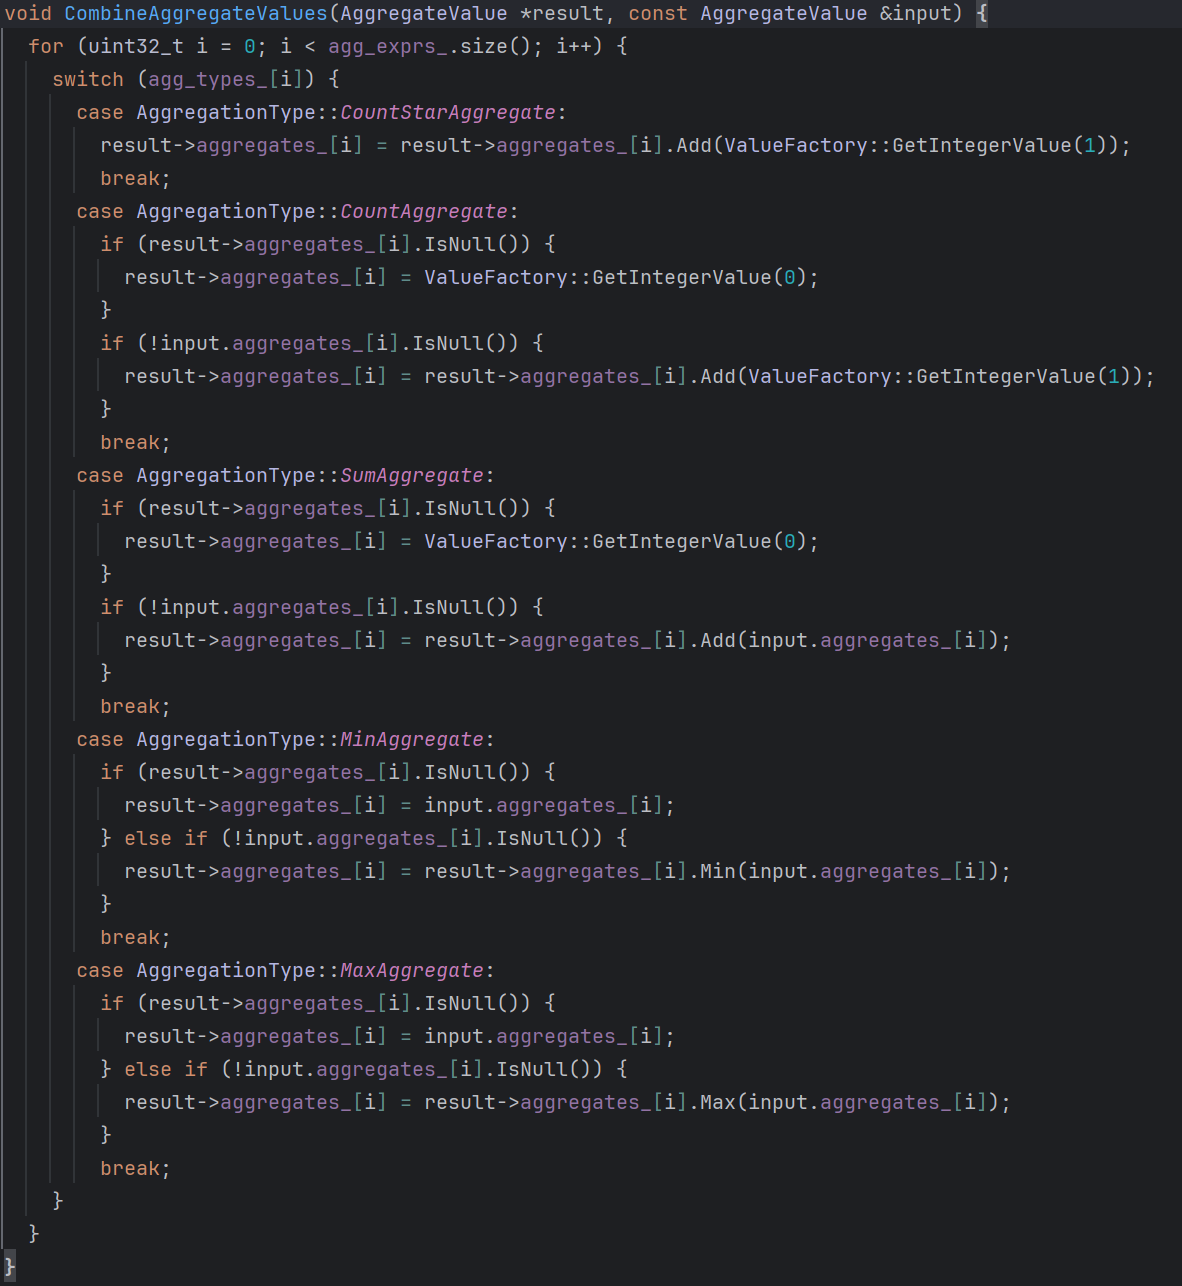 void CombineAggregateValues(AggregateValue *result, const AggregateValue &input) {
  for (uint32_t i = 0; i < agg_exprs_.size(); i++) {
    switch (agg_types_[i]) {
      case AggregationType::CountStarAggregate:
        result->aggregates_[i] = result->aggregates_[i].Add(ValueFactory::GetIntegerValue(1));
        break;
      case AggregationType::CountAggregate:
        if (result->aggregates_[i].IsNull()) {
          result->aggregates_[i] = ValueFactory::GetIntegerValue(0);
        }
        if (!input.aggregates_[i].IsNull()) {
          result->aggregates_[i] = result->aggregates_[i].Add(ValueFactory::GetIntegerValue(1));
        }
        break;
      case AggregationType::SumAggregate:
        if (result->aggregates_[i].IsNull()) {
          result->aggregates_[i] = ValueFactory::GetIntegerValue(0);
        }
        if (!input.aggregates_[i].IsNull()) {
          result->aggregates_[i] = result->aggregates_[i].Add(input.aggregates_[i]);
        }
        break;
      case AggregationType::MinAggregate:
        if (result->aggregates_[i].IsNull()) {
          result->aggregates_[i] = input.aggregates_[i];
        } else if (!input.aggregates_[i].IsNull()) {
          result->aggregates_[i] = result->aggregates_[i].Min(input.aggregates_[i]);
        }
        break;
      case AggregationType::MaxAggregate:
        if (result->aggregates_[i].IsNull()) {
          result->aggregates_[i] = input.aggregates_[i];
        } else if (!input.aggregates_[i].IsNull()) {
          result->aggregates_[i] = result->aggregates_[i].Max(input.aggregates_[i]);
        }
        break;
    }
  }
}